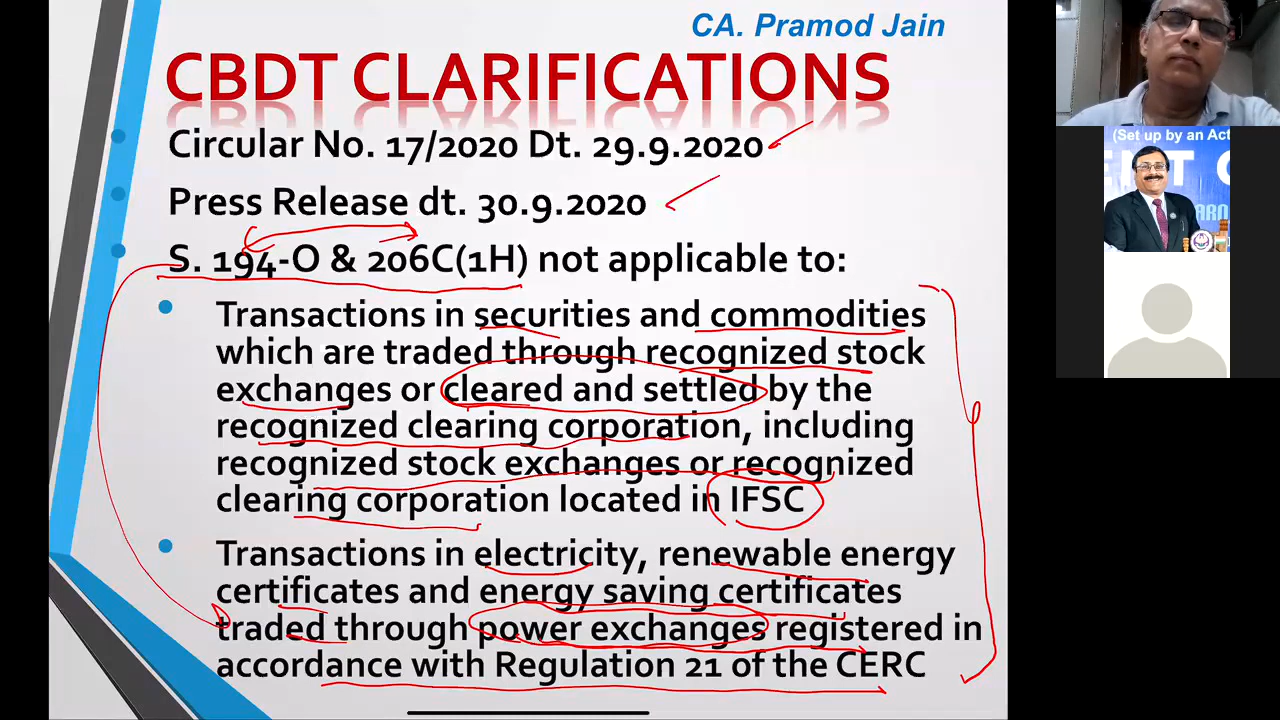 CA. Pramod Jain
CBDT CLARIFICATIONS
Circular No. 17/2020 Dt. 29.9.2020
Press Release dt. 30.9.2020
S. 194-O & 206C(1H) not applicable to:
Transactions in securities and commodities
which are traded through recognized stock
exchanges or cleared and settled by the
recognized clearing corporation, including
recognized stock exchanges or recognized
clearing corporation located in IFSC
Transactions in electricity, renewable energy
certificates and energy saving certificates
traded through power exchanges registered in
accordance with Regulation 21 of the CERC
(Set up by an Act